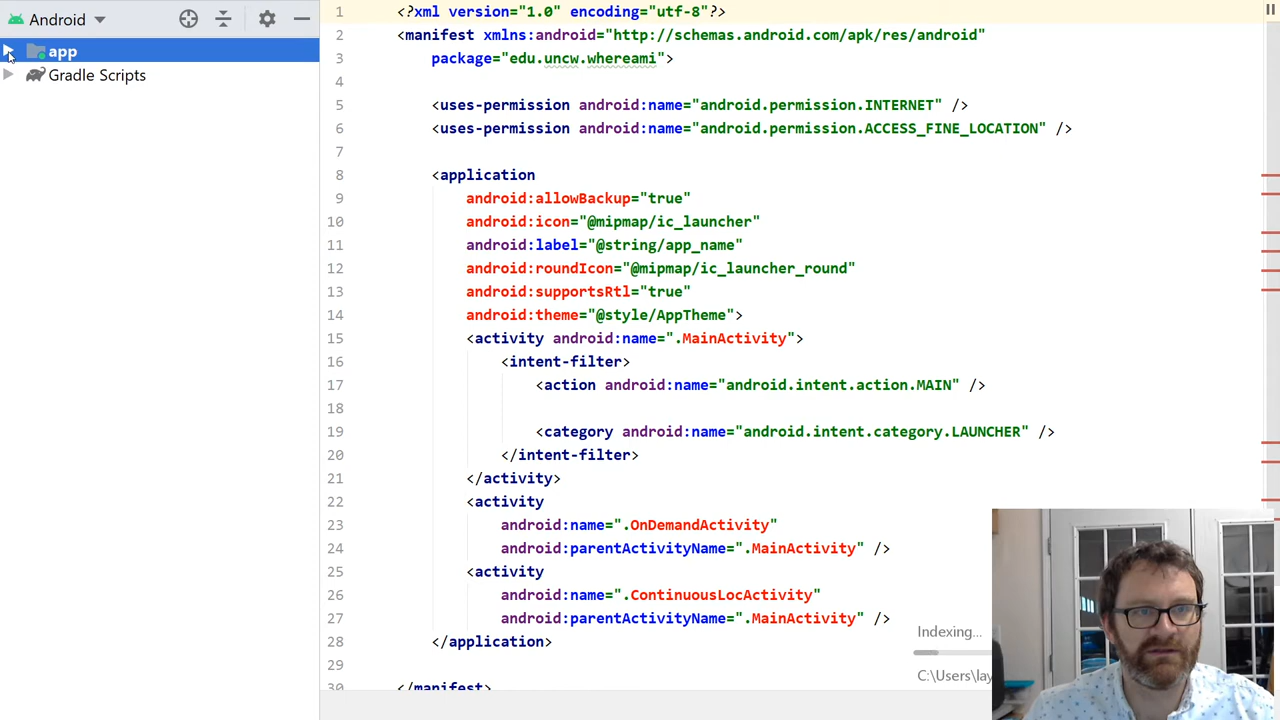 Android
app
Gradle Scripts
1 <?xml version="1.0" encoding="utf-8"?>
2 <manifest xmlns:android="http://schemas.android.com/apk/res/android"
3 package="edu.uncw.whereami">
4
5 <uses-permission android:name="android.permission.INTERNET" />
6 <uses-permission android:name="android.permission.ACCESS_FINE_LOCATION" />
7
8 <application
9 android:allowBackup="true"
10 android:icon="@mipmap/ic_launcher"
11 android:label="@string/app_name"
12 android:roundIcon="@mipmap/ic_launcher_round"
13 android:supportsRtl="true"
14 android:theme="@style/AppTheme">
15 <activity android:name=".MainActivity">
16 <intent-filter>
17 <action android:name="android.intent.action.MAIN" />
18
19 <category android:name="android.intent.category.LAUNCHER" />
20 </intent-filter>
21 </activity>
22 <activity
23 android:name=".OnDemandActivity"
24 android:parentActivityName=".MainActivity" />
25 <activity
26 android:name=".ContinuousLocActivity"
27 android:parentActivityName=".MainActivity" />
28 </application>
29
30 </manifest>
Indexing...
C:\Users\lay